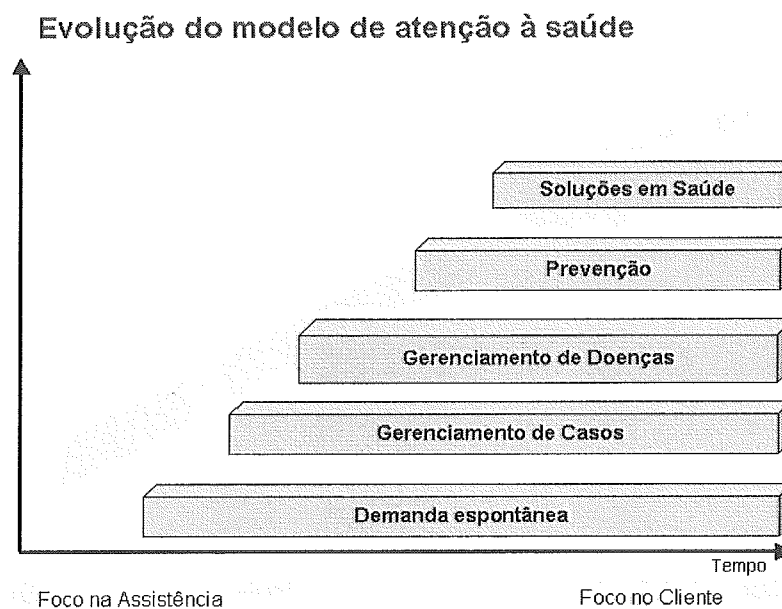 Evolução do modelo de atenção à saúde
Soluções em Saúde
Prevenção
Gerenciamento de Doenças
Gerenciamento de Casos
Demanda espontânea
Tempo
Foco na Assistência
Foco no Cliente